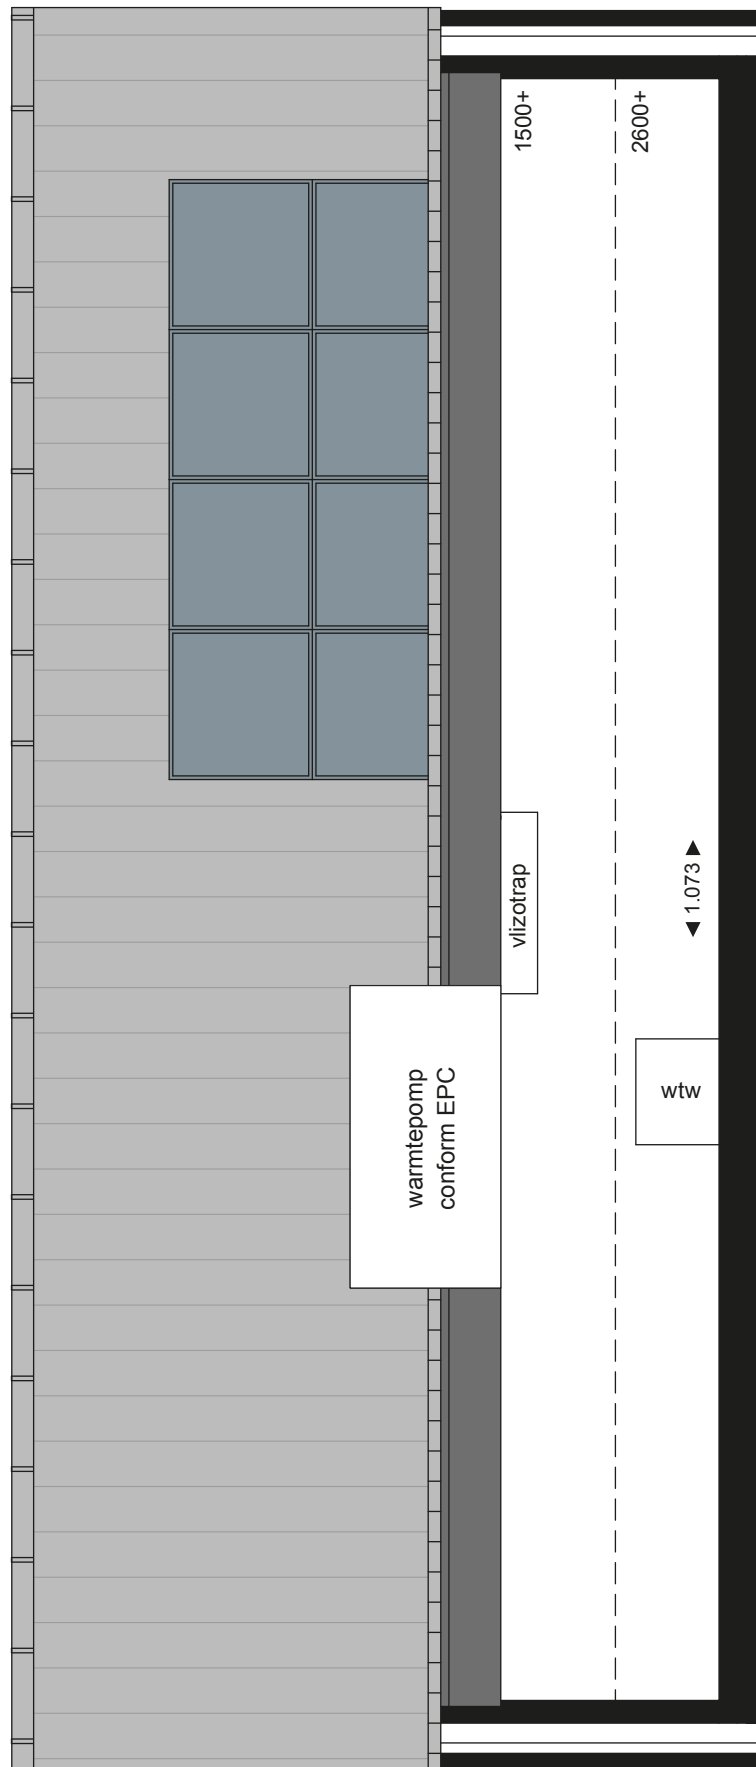 1500+
2600+
vlizotrap
◄ 1.073 ►
warmtepomp
conform EPC
wtw